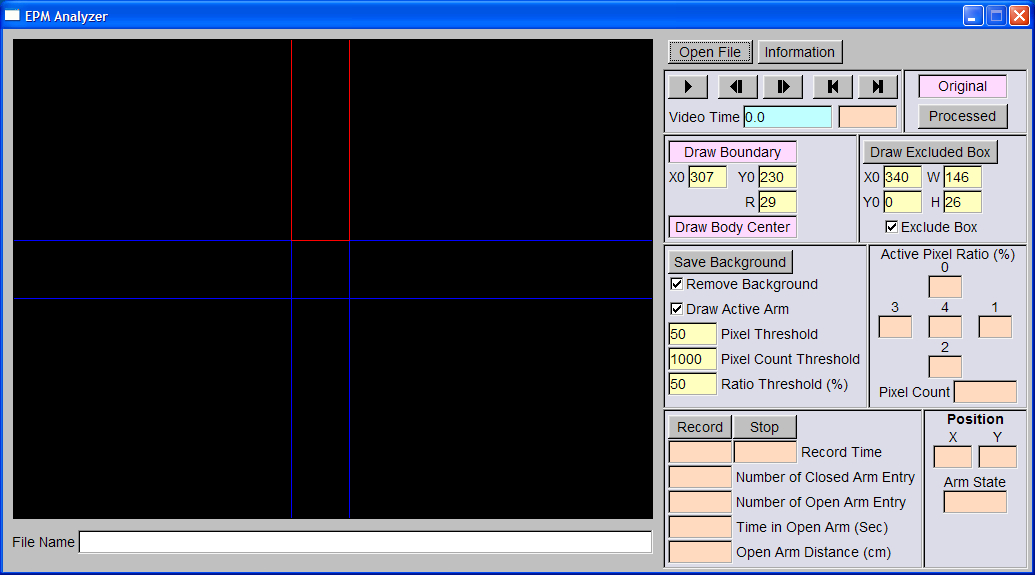 EPM Analyzer
Open File Information
Original
Video Time 0.0
Processed
Draw Boundary
X0 307 Y0 230
R 29
Draw Body Center
Draw Excluded Box
X0 340 W 146
Y0 0 H 26
Exclude Box
Save Background
Remove Background
Draw Active Arm
50 Pixel Threshold
1000 Pixel Count Threshold
50 Ratio Threshold (%)
Active Pixel Ratio (%)
0
3 4 1
2
Pixel Count
Record Stop
Record Time
Number of Closed Arm Entry
Number of Open Arm Entry
Time in Open Arm (Sec)
Open Arm Distance (cm)
Position
X Y
Arm State
File Name